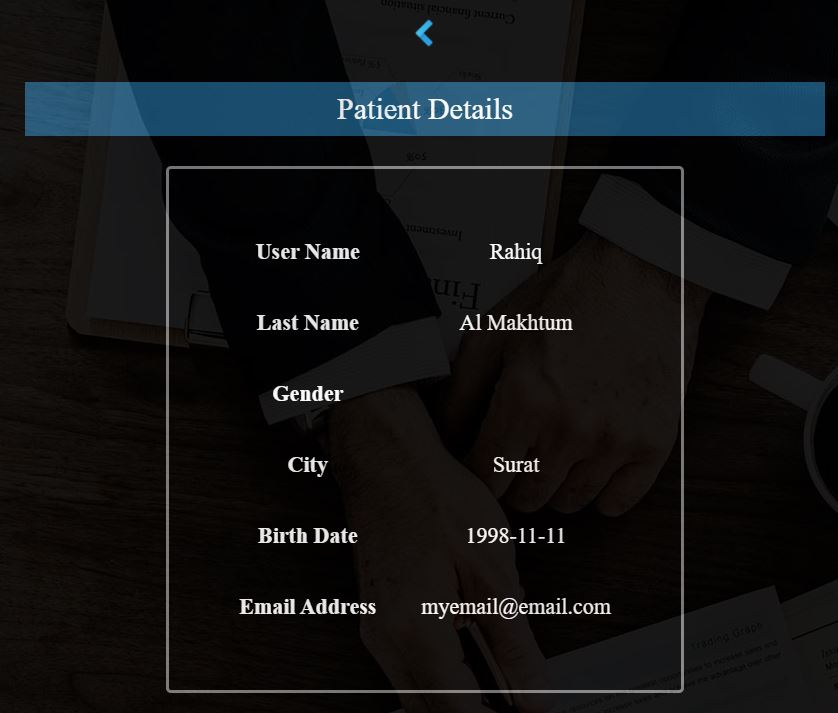 Current financial situation
Patient Details
50%
Investment
User Name Rahiq
Last Name Al Makhtum
Gender
City Surat
Birth Date 1998-11-11
Email Address myemail@email.com
Trading Graph